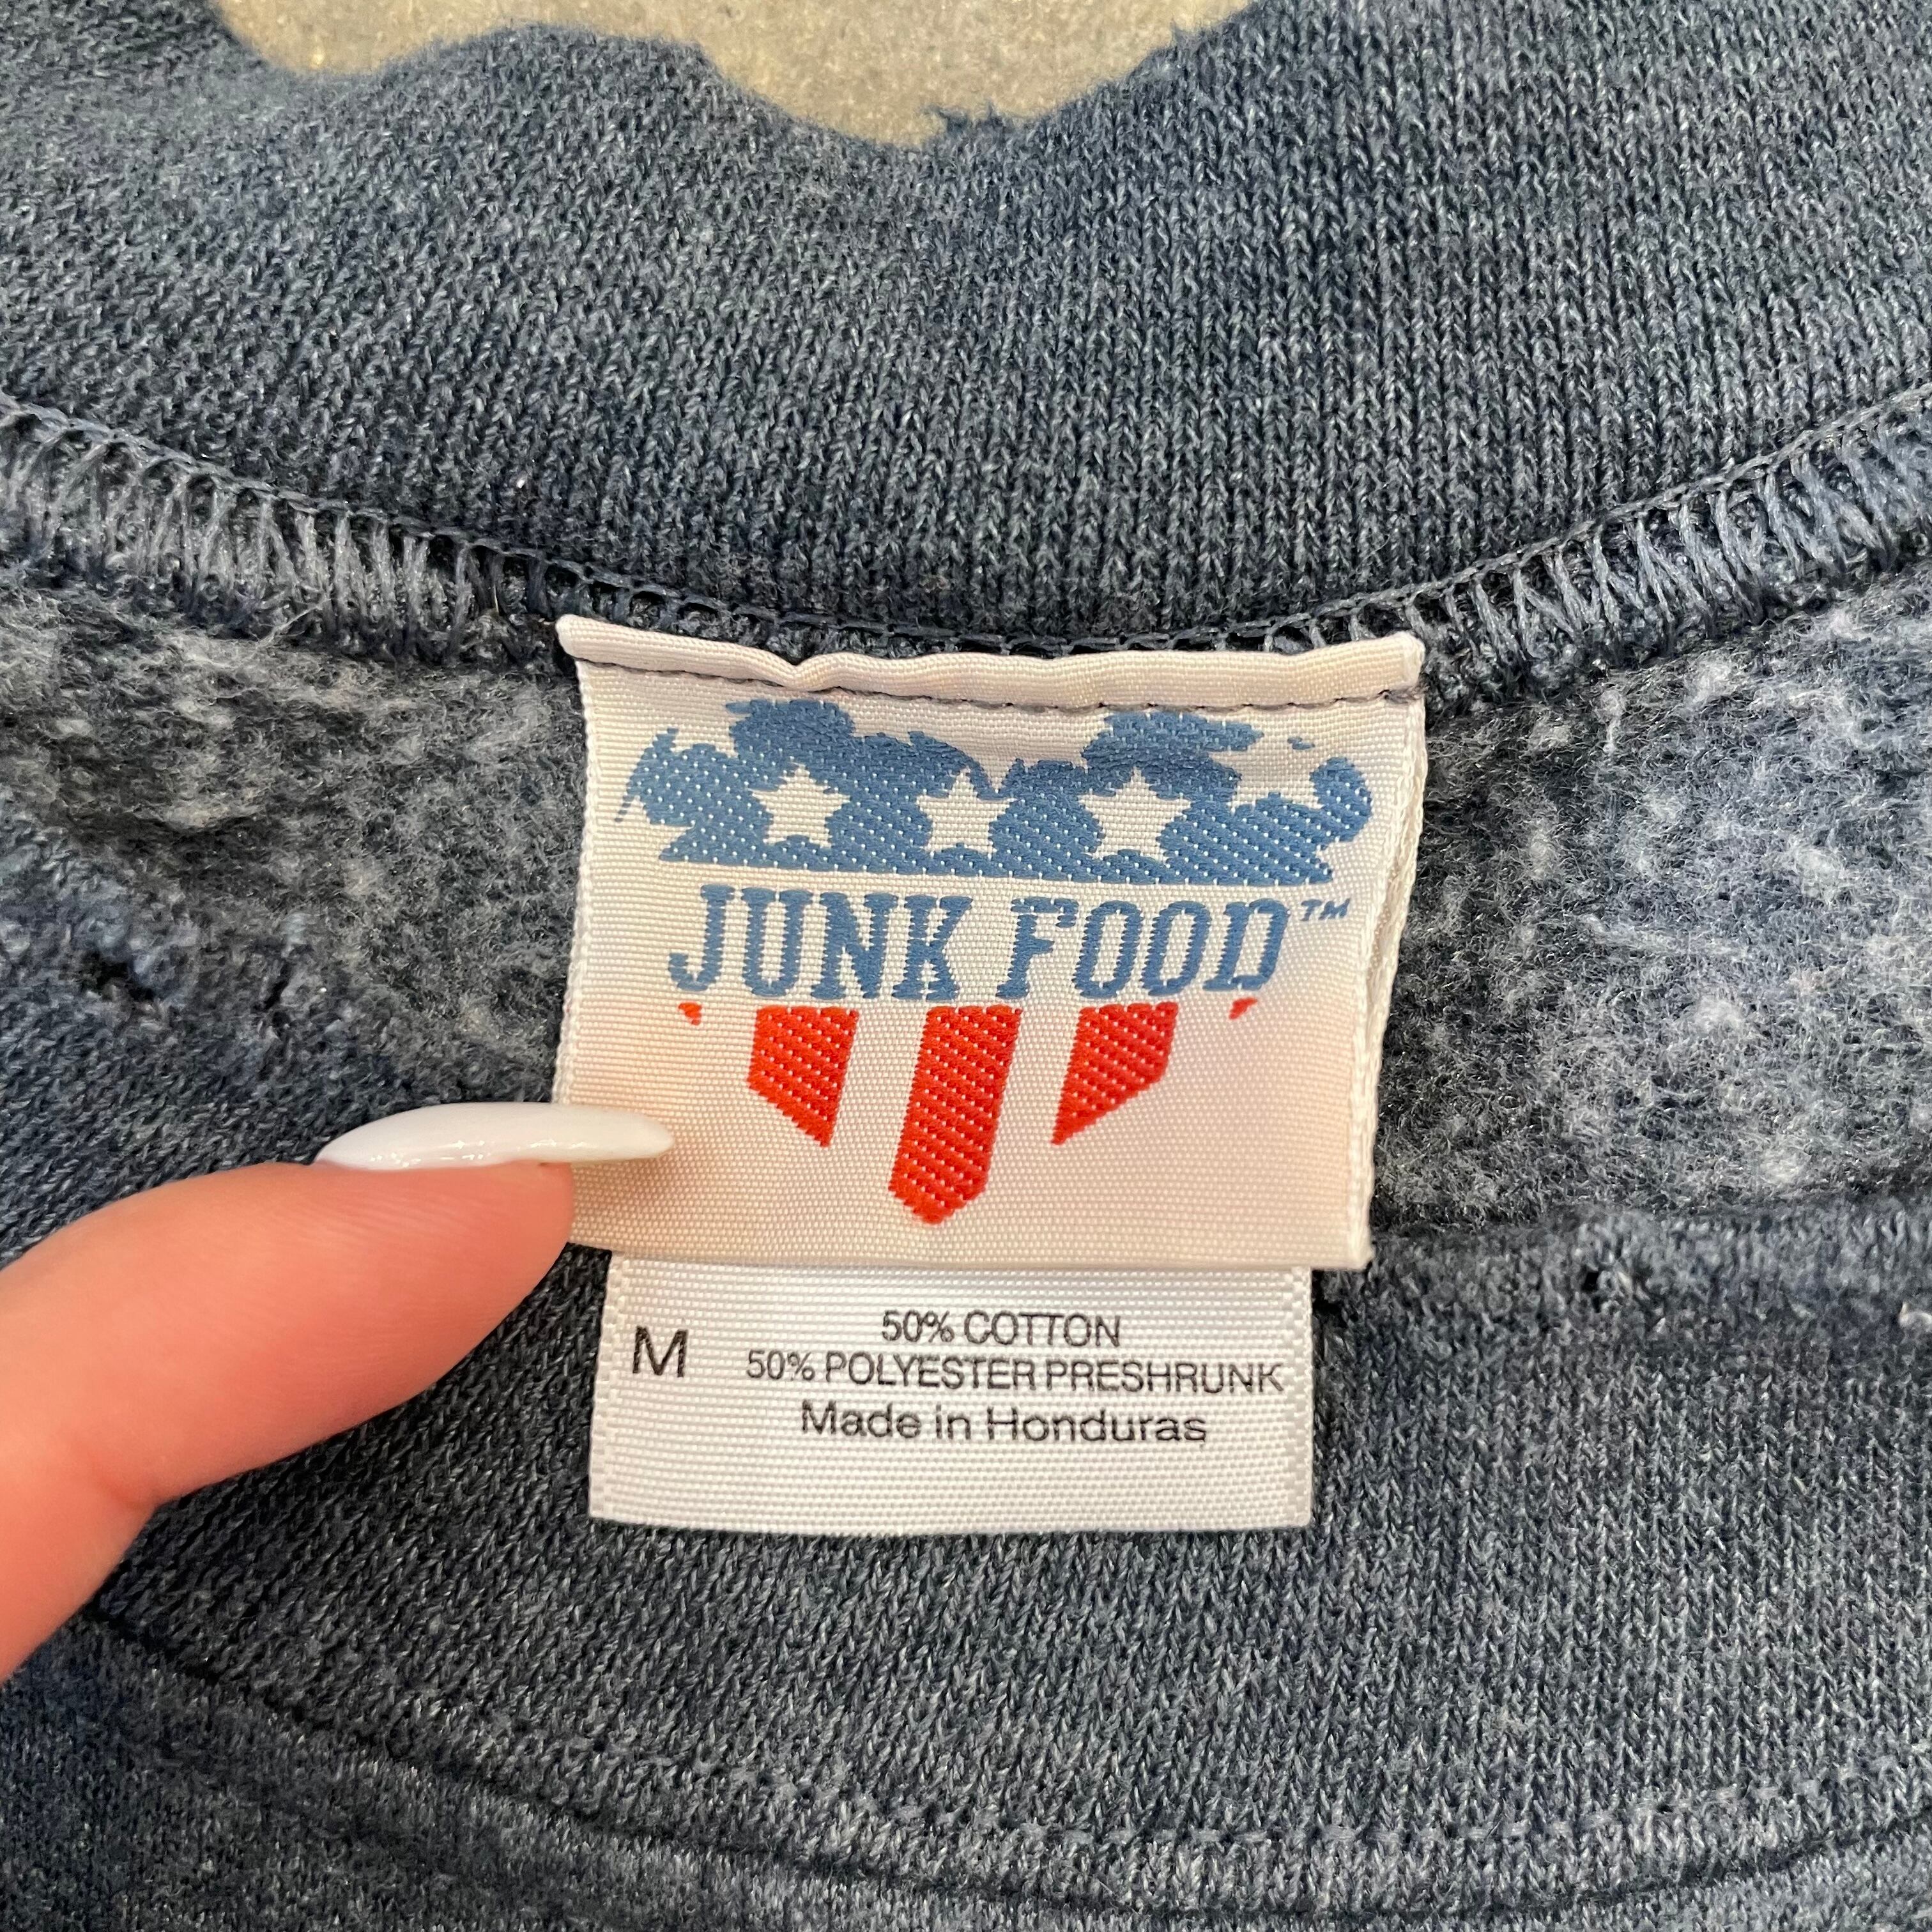 JUNK FOOD™
M
50% COTTON
50% POLYESTER PRESHRUNK
Made in Honduras